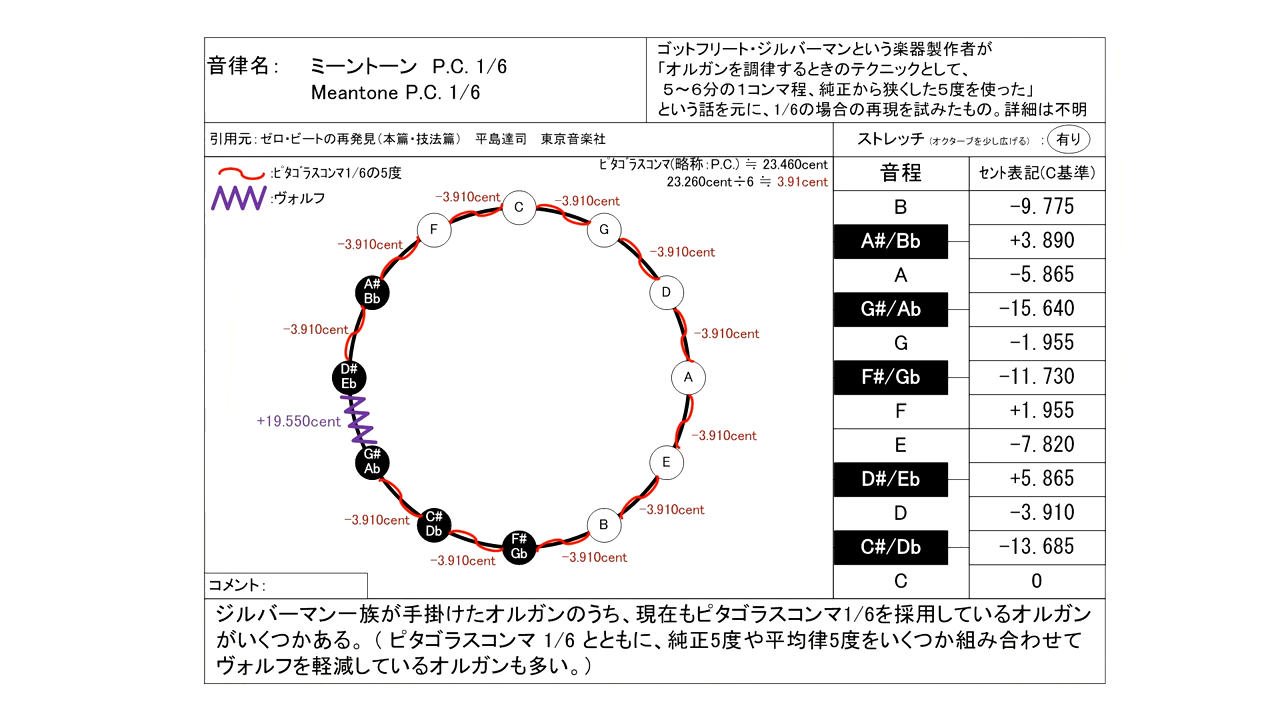 音律名： ミーントーン P.C. 1/6
Meantone P.C. 1/6
ゴットフリート・ジルバーマンという楽器製作者が
「オルガンを調律するときのテクニックとして、
５～６分の１コンマ程、純正から狭くした５度を使った」
という話を元に、1/6の場合の再現を試みたもの。詳細は不明
引用元：ゼロ・ビートの再発見（本篇・技法篇） 平島達司 東京音楽社
ストレッチ（オクターブを少し広げる）：有り
:ﾋﾟﾀｺﾞﾗｽｺﾝﾏ1/6の5度
:ヴォルフ
ﾋﾟﾀｺﾞﾗｽｺﾝﾏ(略称:P.C.) ≒ 23.460cent
23.260cent÷6 ≒ 3.91cent
-3.910cent
-3.910cent
C
F
G
-3.910cent
-3.910cent
A#
Bb
D
-3.910cent
-3.910cent
D#
Eb
A
+19.550cent
-3.910cent
G#
Ab
E
-3.910cent
-3.910cent
C#
Db
B
F#
Gb
-3.910cent
-3.910cent
音程 セント表記(C基準)
B -9.775
A#/Bb +3.890
A -5.865
G#/Ab -15.640
G -1.955
F#/Gb -11.730
F +1.955
E -7.820
D#/Eb +5.865
D -3.910
C#/Db -13.685
C 0
コメント：
ジルバーマン一族が手掛けたオルガンのうち、現在もピタゴラスコンマ1/6を採用しているオルガン
がいくつかある。（ ピタゴラスコンマ 1/6 とともに、純正5度や平均律5度をいくつか組み合わせて
ヴォルフを軽減しているオルガンも多い。）